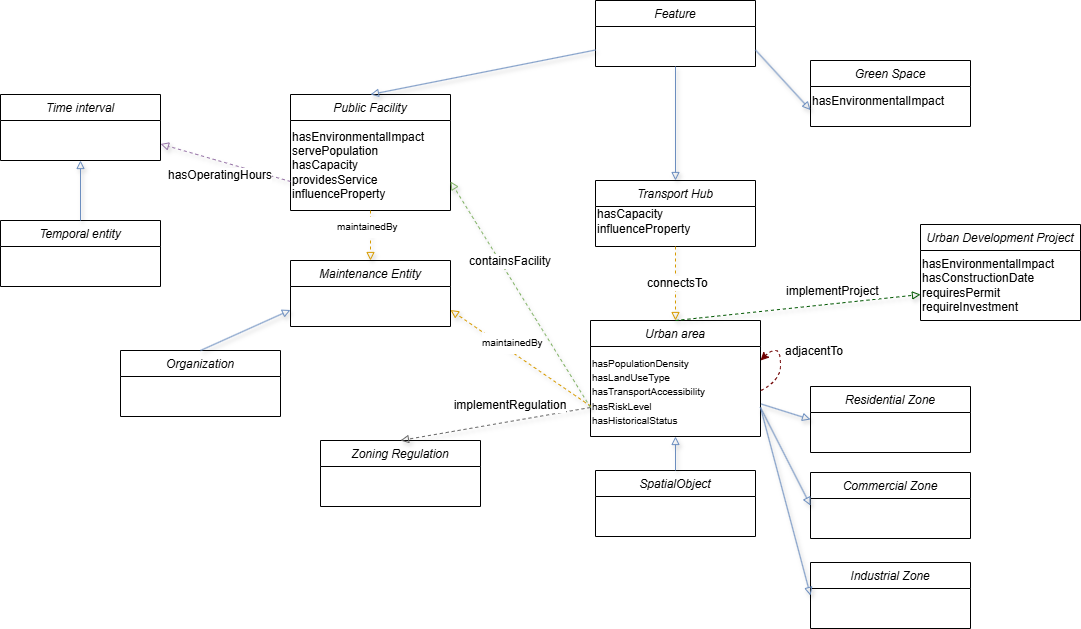 Feature
Green Space
hasEnvironmentalImpact
Time interval
Public Facility
hasEnvironmentalImpact
servePopulation
hasCapacity
providesService
influenceProperty
hasOperatingHours
Transport Hub
hasCapacity
influenceProperty
Temporal entity
maintainedBy
Urban Development Project
hasEnvironmentalImpact
hasConstructionDate
requiresPermit
requireInvestment
containsFacility
Maintenance Entity
connectsTo
implementProject
Urban area
hasPopulationDensity
hasLandUseType
hasTransportAccessibility
hasRiskLevel
hasHistoricalStatus
maintainedBy
adjacentTo
Organization
implementRegulation
Residential Zone
Zoning Regulation
SpatialObject
Commercial Zone
Industrial Zone